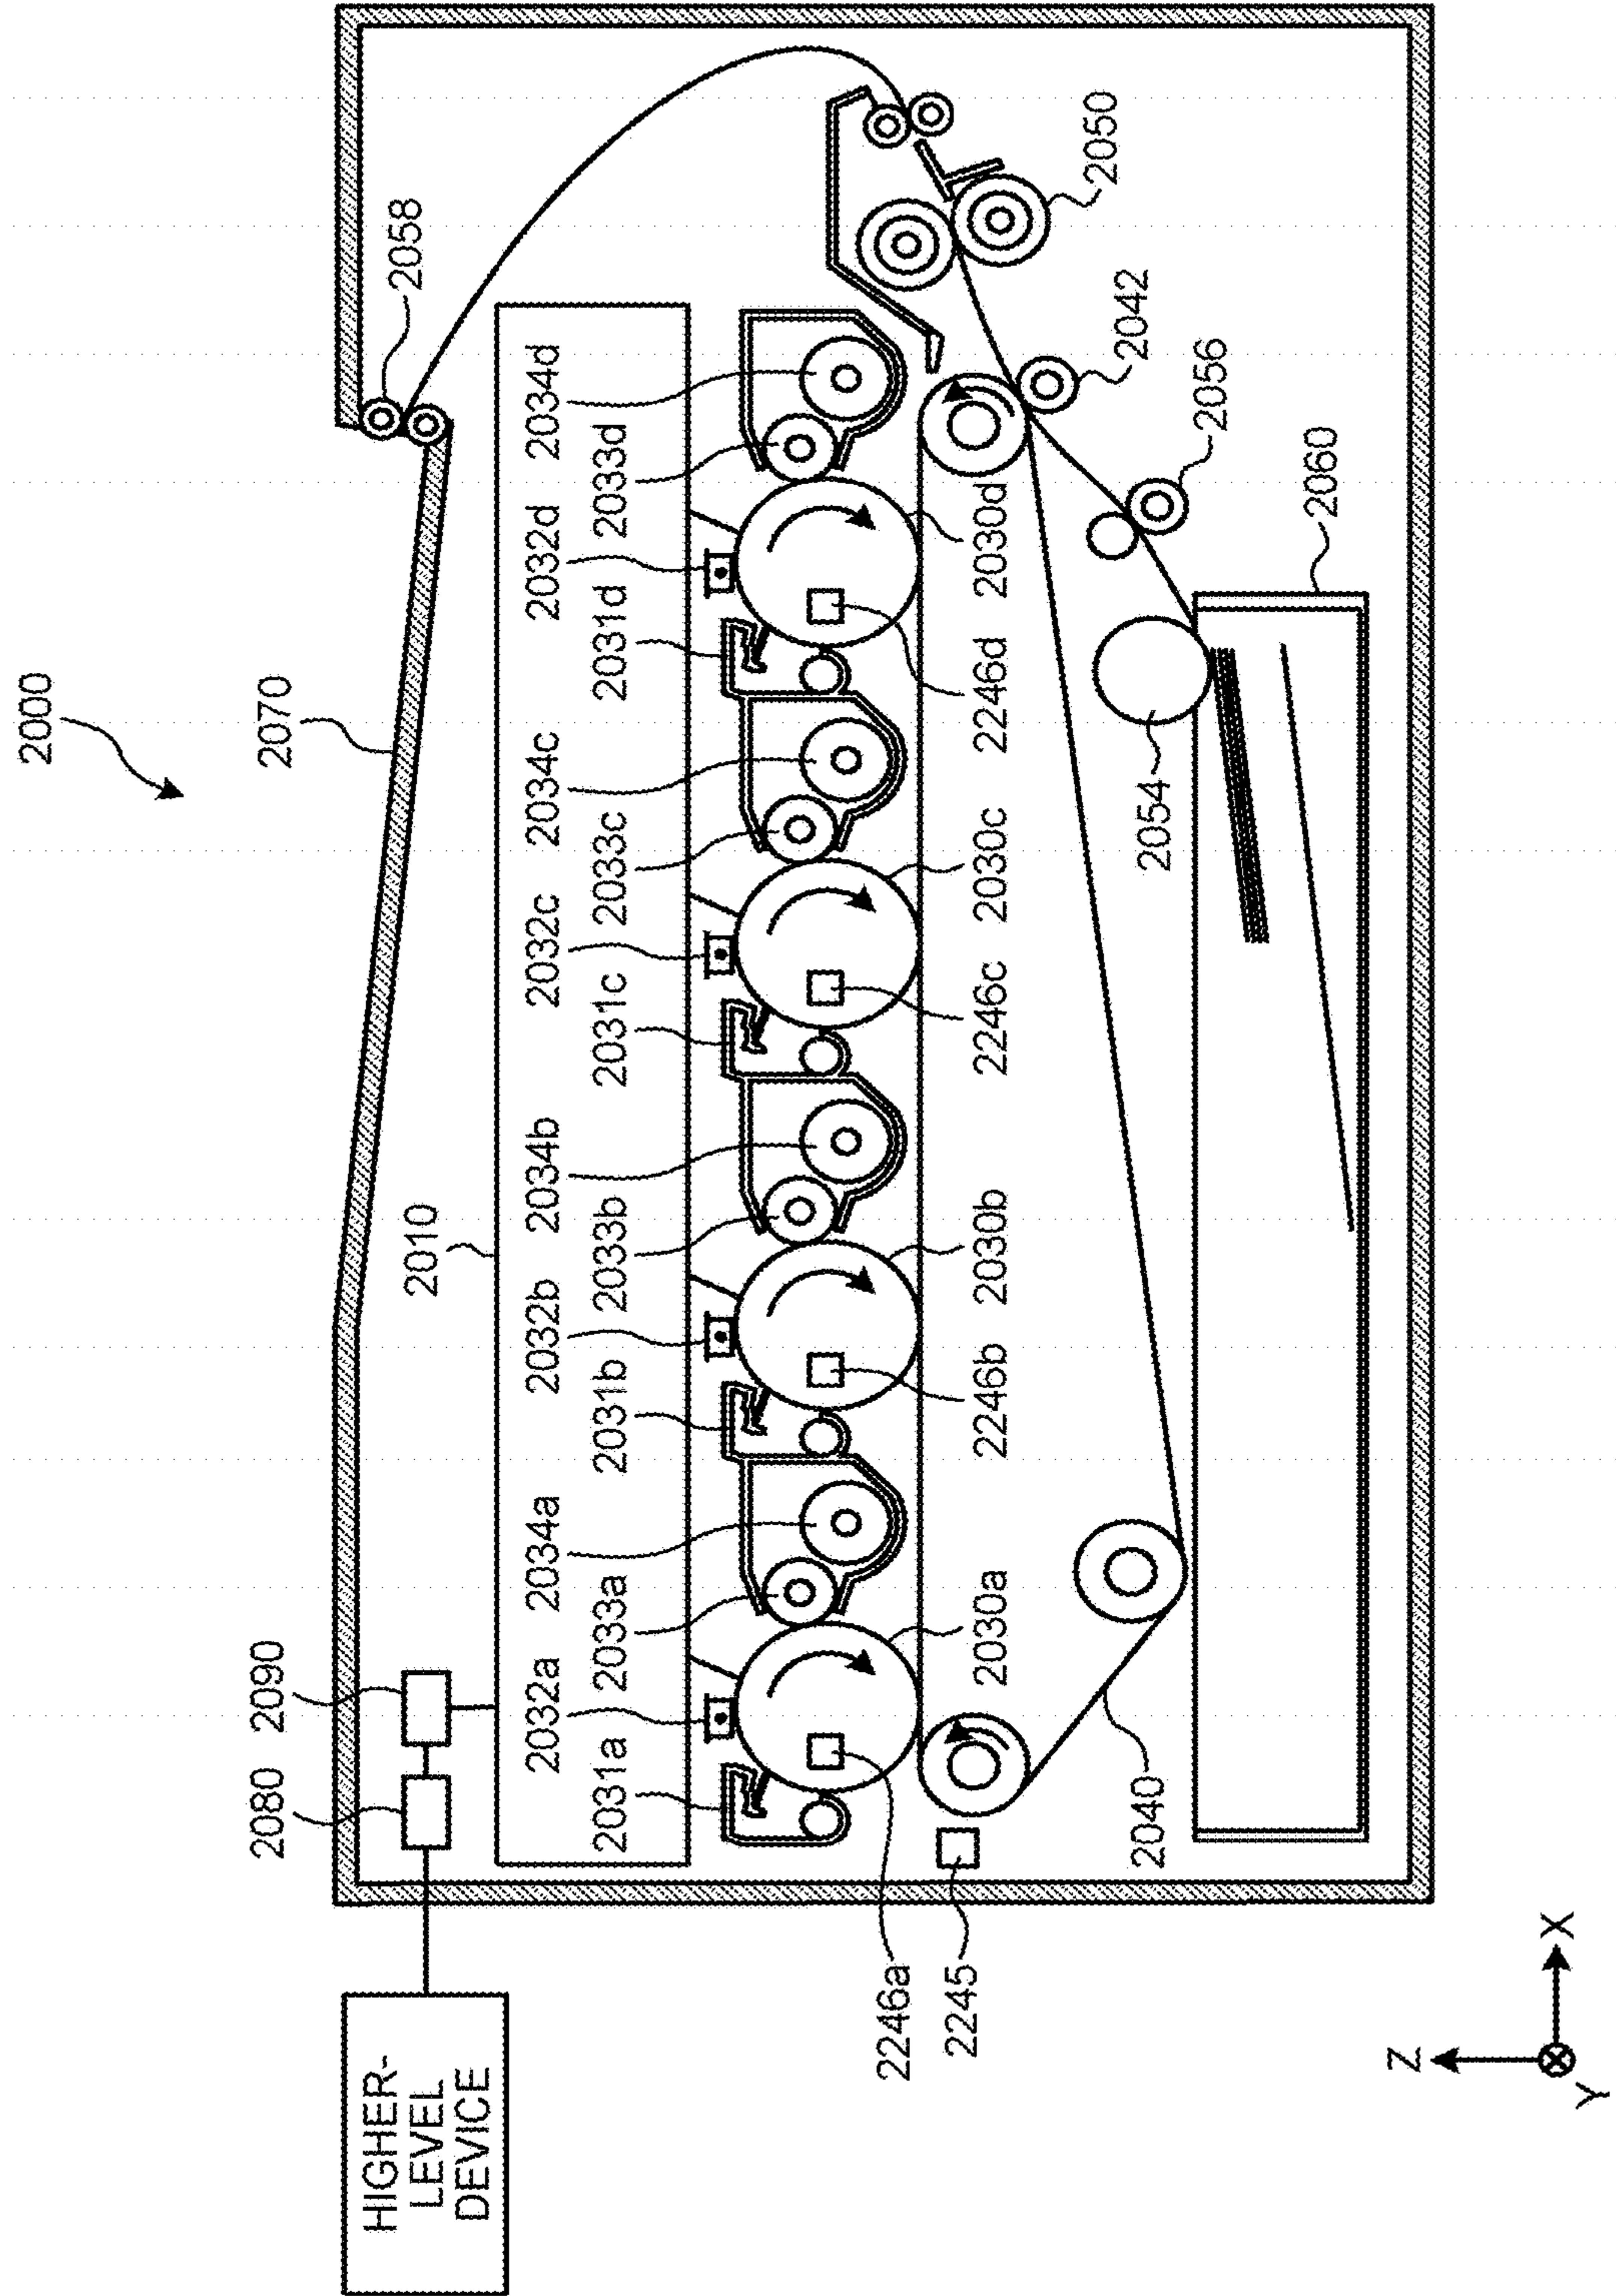 2000
2070
2058
2010
2080
2090
HIGHER-
LEVEL
DEVICE
2032a
2034a
2032b
2034b
2032c
2034c
2032d
2034d
2031a
2033a
2031b
2033b
2031c
2033c
2031d
2033d
2246a
2245
2030a
2246b
2030b
2246c
2030c
2246d
2030d
2050
2042
2056
2040
2054
2060
Z
X
Y